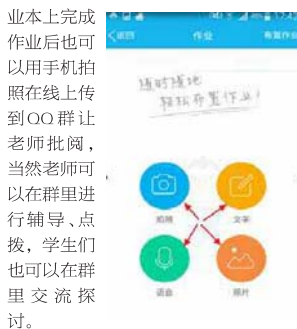 业本上完成
作业后也可
以用手机拍
照在线上传
到QQ群让
老师批阅，
当然老师可
以在群里进
行辅导、点
拨，学生们
也可以在群
里交流探
讨。
返回 作业 布置作业
随时随地
轻松布置作业!
拍照 文字
语音 照片